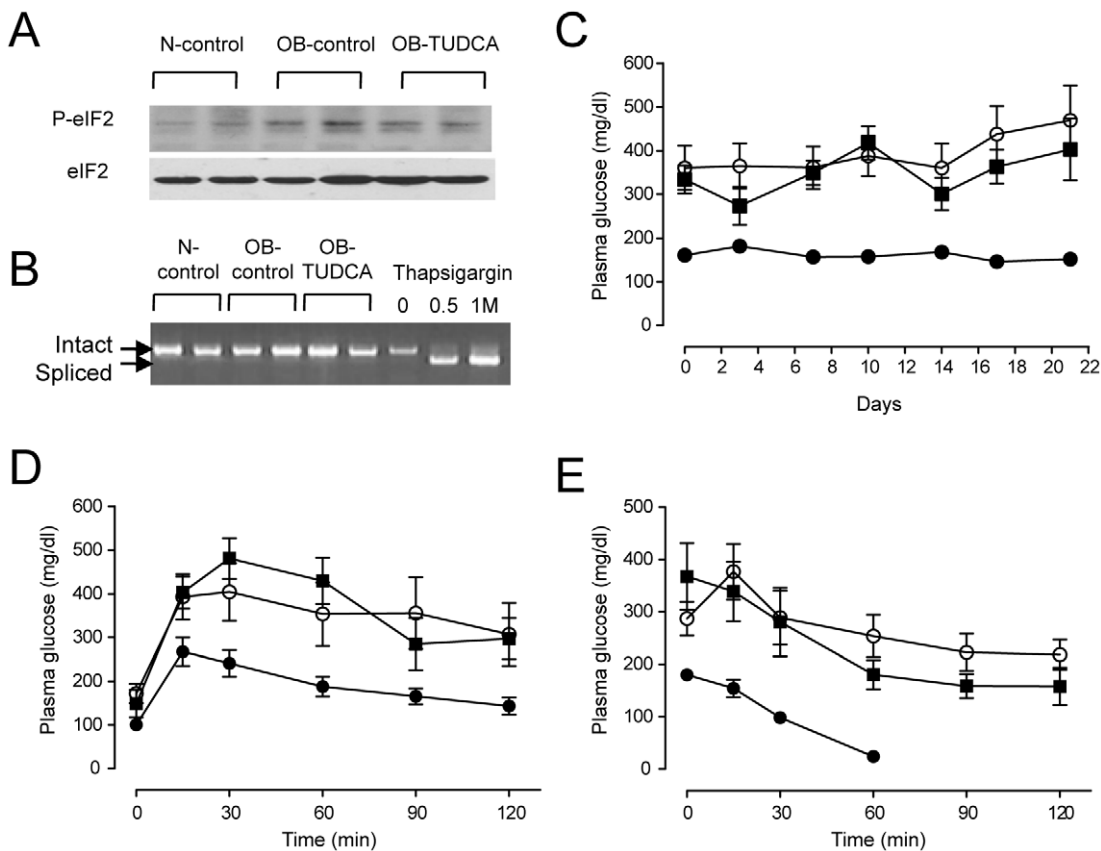 A
N-control OB-control OB-TUDCA
P-eIF2
eIF2
B
N-
control
OB-
control
OB-
TUDCA
Thapsigargin
0 0.5 1M
Intact
Spliced
C
Plasma glucose (mg/dl)
600
500
400
300
200
100
0
0 2 4 6 8 10 12 14 16 18 20 22
Days
D
Plasma glucose (mg/dl)
600
500
400
300
200
100
0
0 30 60 90 120
Time (min)
E
Plasma glucose (mg/dl)
500
400
300
200
100
0
0 30 60 90 120
Time (min)